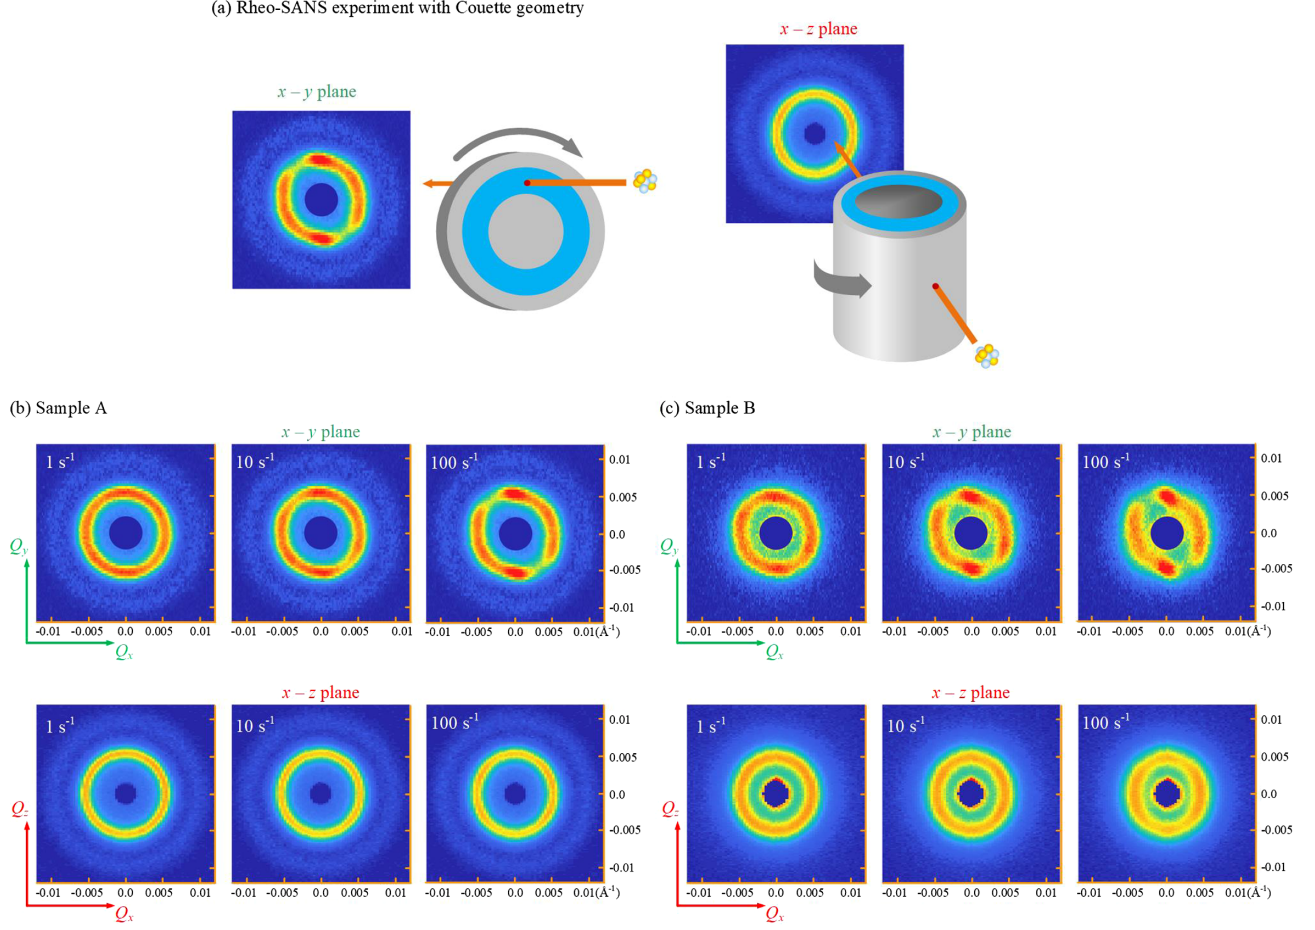 (a) Rheo-SANS experiment with Couette geometry
x – z plane
x – y plane
(b) Sample A
x – y plane
1 s⁻¹
10 s⁻¹
100 s⁻¹
0.01
0.005
0.0
-0.005
-0.01
Qy
-0.01 -0.005 0.0 0.005 0.01
-0.01 -0.005 0.0 0.005 0.01
-0.01 -0.005 0.0 0.005 0.01(Å⁻¹)
Qx
x – z plane
1 s⁻¹
10 s⁻¹
100 s⁻¹
0.01
0.005
0.0
-0.005
-0.01
Qz
-0.01 -0.005 0.0 0.005 0.01
-0.01 -0.005 0.0 0.005 0.01
-0.01 -0.005 0.0 0.005 0.01(Å⁻¹)
Qx
(c) Sample B
x – y plane
1 s⁻¹
10 s⁻¹
100 s⁻¹
0.01
0.005
0.0
-0.005
-0.01
Qy
-0.01 -0.005 0.0 0.005
-0.01 -0.005 0.0 0.005 0.01
-0.01 -0.005 0.0 0.005 0.01(Å⁻¹)
Qx
x – z plane
1 s⁻¹
10 s⁻¹
100 s⁻¹
0.01
0.005
0.0
-0.005
-0.01
Qz
-0.01 -0.005 0.0 0.005 0.01
-0.01 -0.005 0.0 0.005 0.01
-0.01 -0.005 0.0 0.005 0.01(Å⁻¹)
Qx